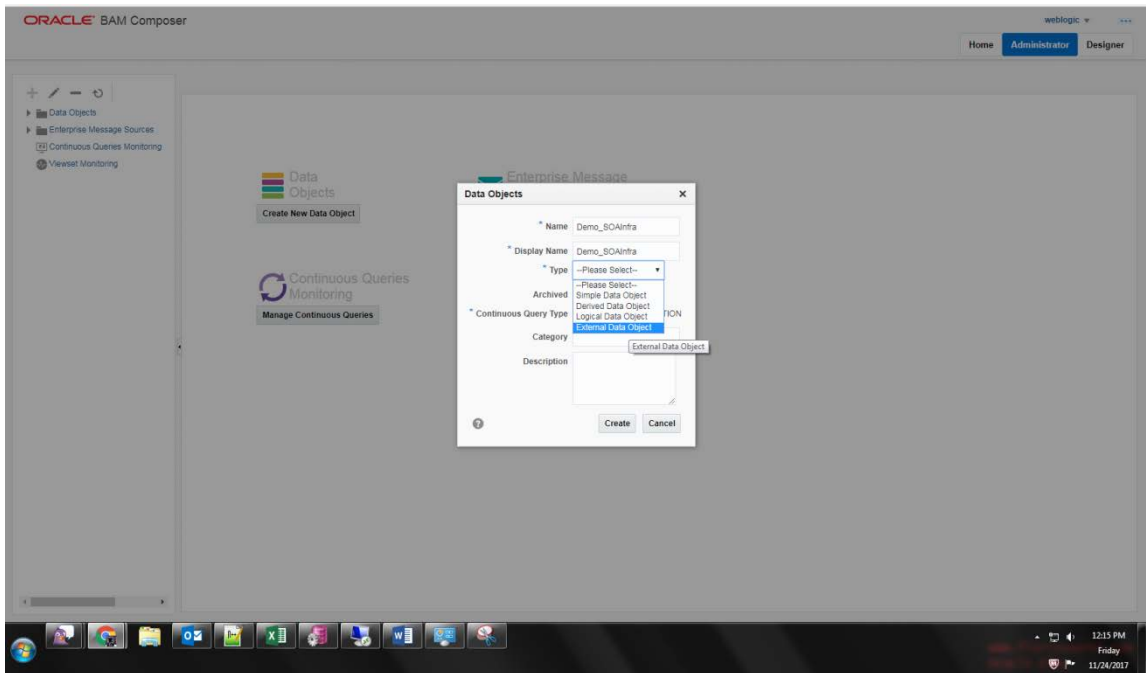 ORACLE® BAM Composer
weblogic
Home Administrator Designer
Data Objects
Enterprise Message Sources
Continuous Queries Monitoring
Viewset Monitoring
Data Objects
Create New Data Object
Enterprise Message
Continuous Queries Monitoring
Manage Continuous Queries
Data Objects
* Name Demo_SOAInfra
* Display Name Demo_SOAInfra
* Type --Please Select--
--Please Select--
Simple Data Object
Derived Data Object
Logical Data Object
External Data Object
Archived
* Continuous Query Type TION
Category
External Data Object
Description
Create Cancel
12:15 PM
Friday
11/24/2017